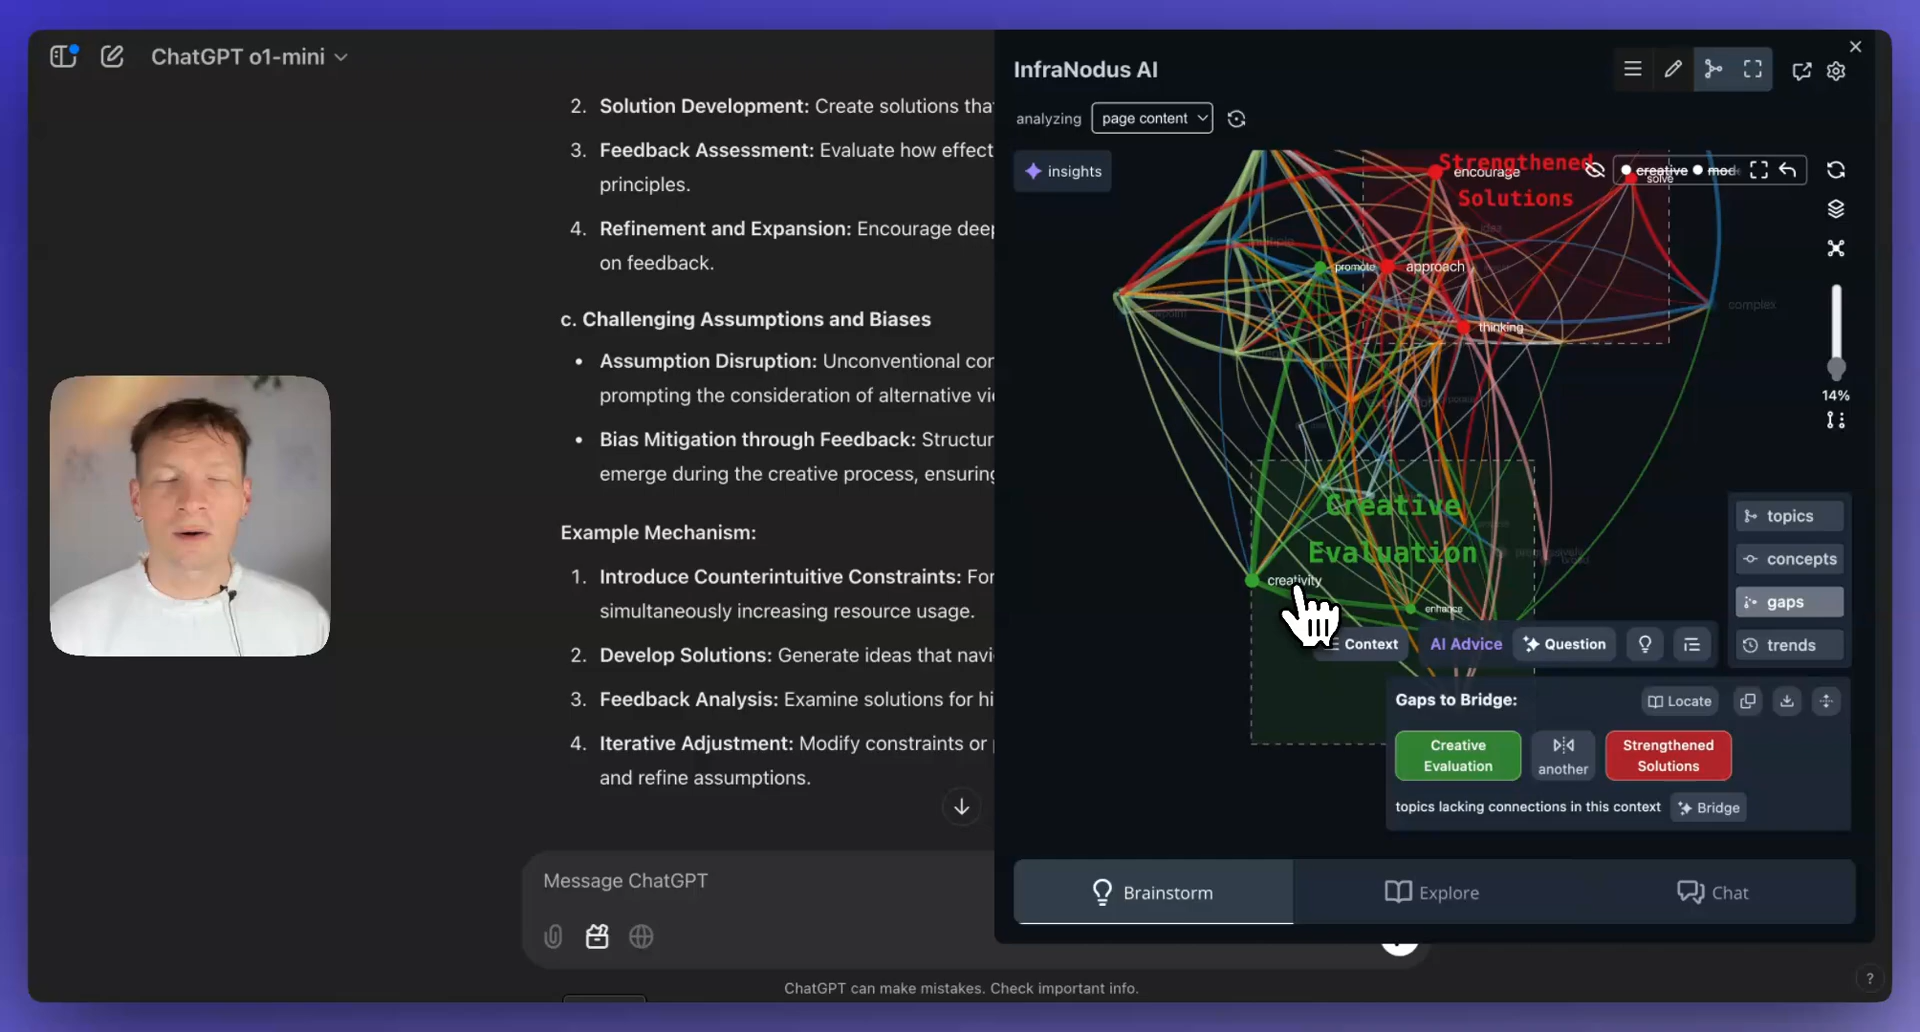 ChatGPT o1-mini
2. Solution Development: Create solutions tha
3. Feedback Assessment: Evaluate how effect
principles.
4. Refinement and Expansion: Encourage deep
on feedback.
c. Challenging Assumptions and Biases
• Assumption Disruption: Unconventional cor
prompting the consideration of alternative vi
• Bias Mitigation through Feedback: Structur
emerge during the creative process, ensuring
Example Mechanism:
1. Introduce Counterintuitive Constraints: For
simultaneously increasing resource usage.
2. Develop Solutions: Generate ideas that navi
3. Feedback Analysis: Examine solutions for hi
4. Iterative Adjustment: Modify constraints or
and refine assumptions.
Message ChatGPT
ChatGPT can make mistakes. Check important info.
?
InfraNodus AI
analyzing page content
insights
Strengthened
Solutions
encourage
creative mod
solve
multiple
idea
promote
approach
complex
thinking
Creative
Evaluation
creativity
enhance
14%
topics
concepts
gaps
trends
Context AI Advice Question
Gaps to Bridge: Locate
Creative
Evaluation
another
Strengthened
Solutions
topics lacking connections in this context Bridge
Brainstorm Explore Chat